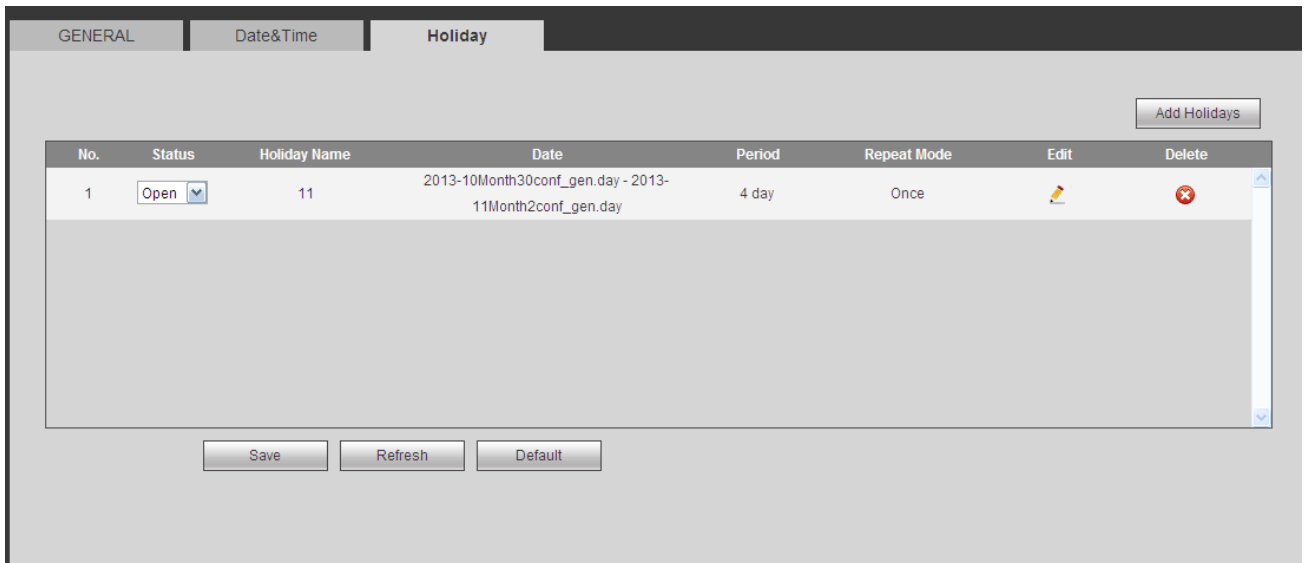 GENERAL Date&Time Holiday
Add Holidays
No. Status Holiday Name Date Period Repeat Mode Edit Delete
1 Open 11 2013-10Month30conf_gen.day - 2013- 4 day Once
11Month2conf_gen.day
Save Refresh Default